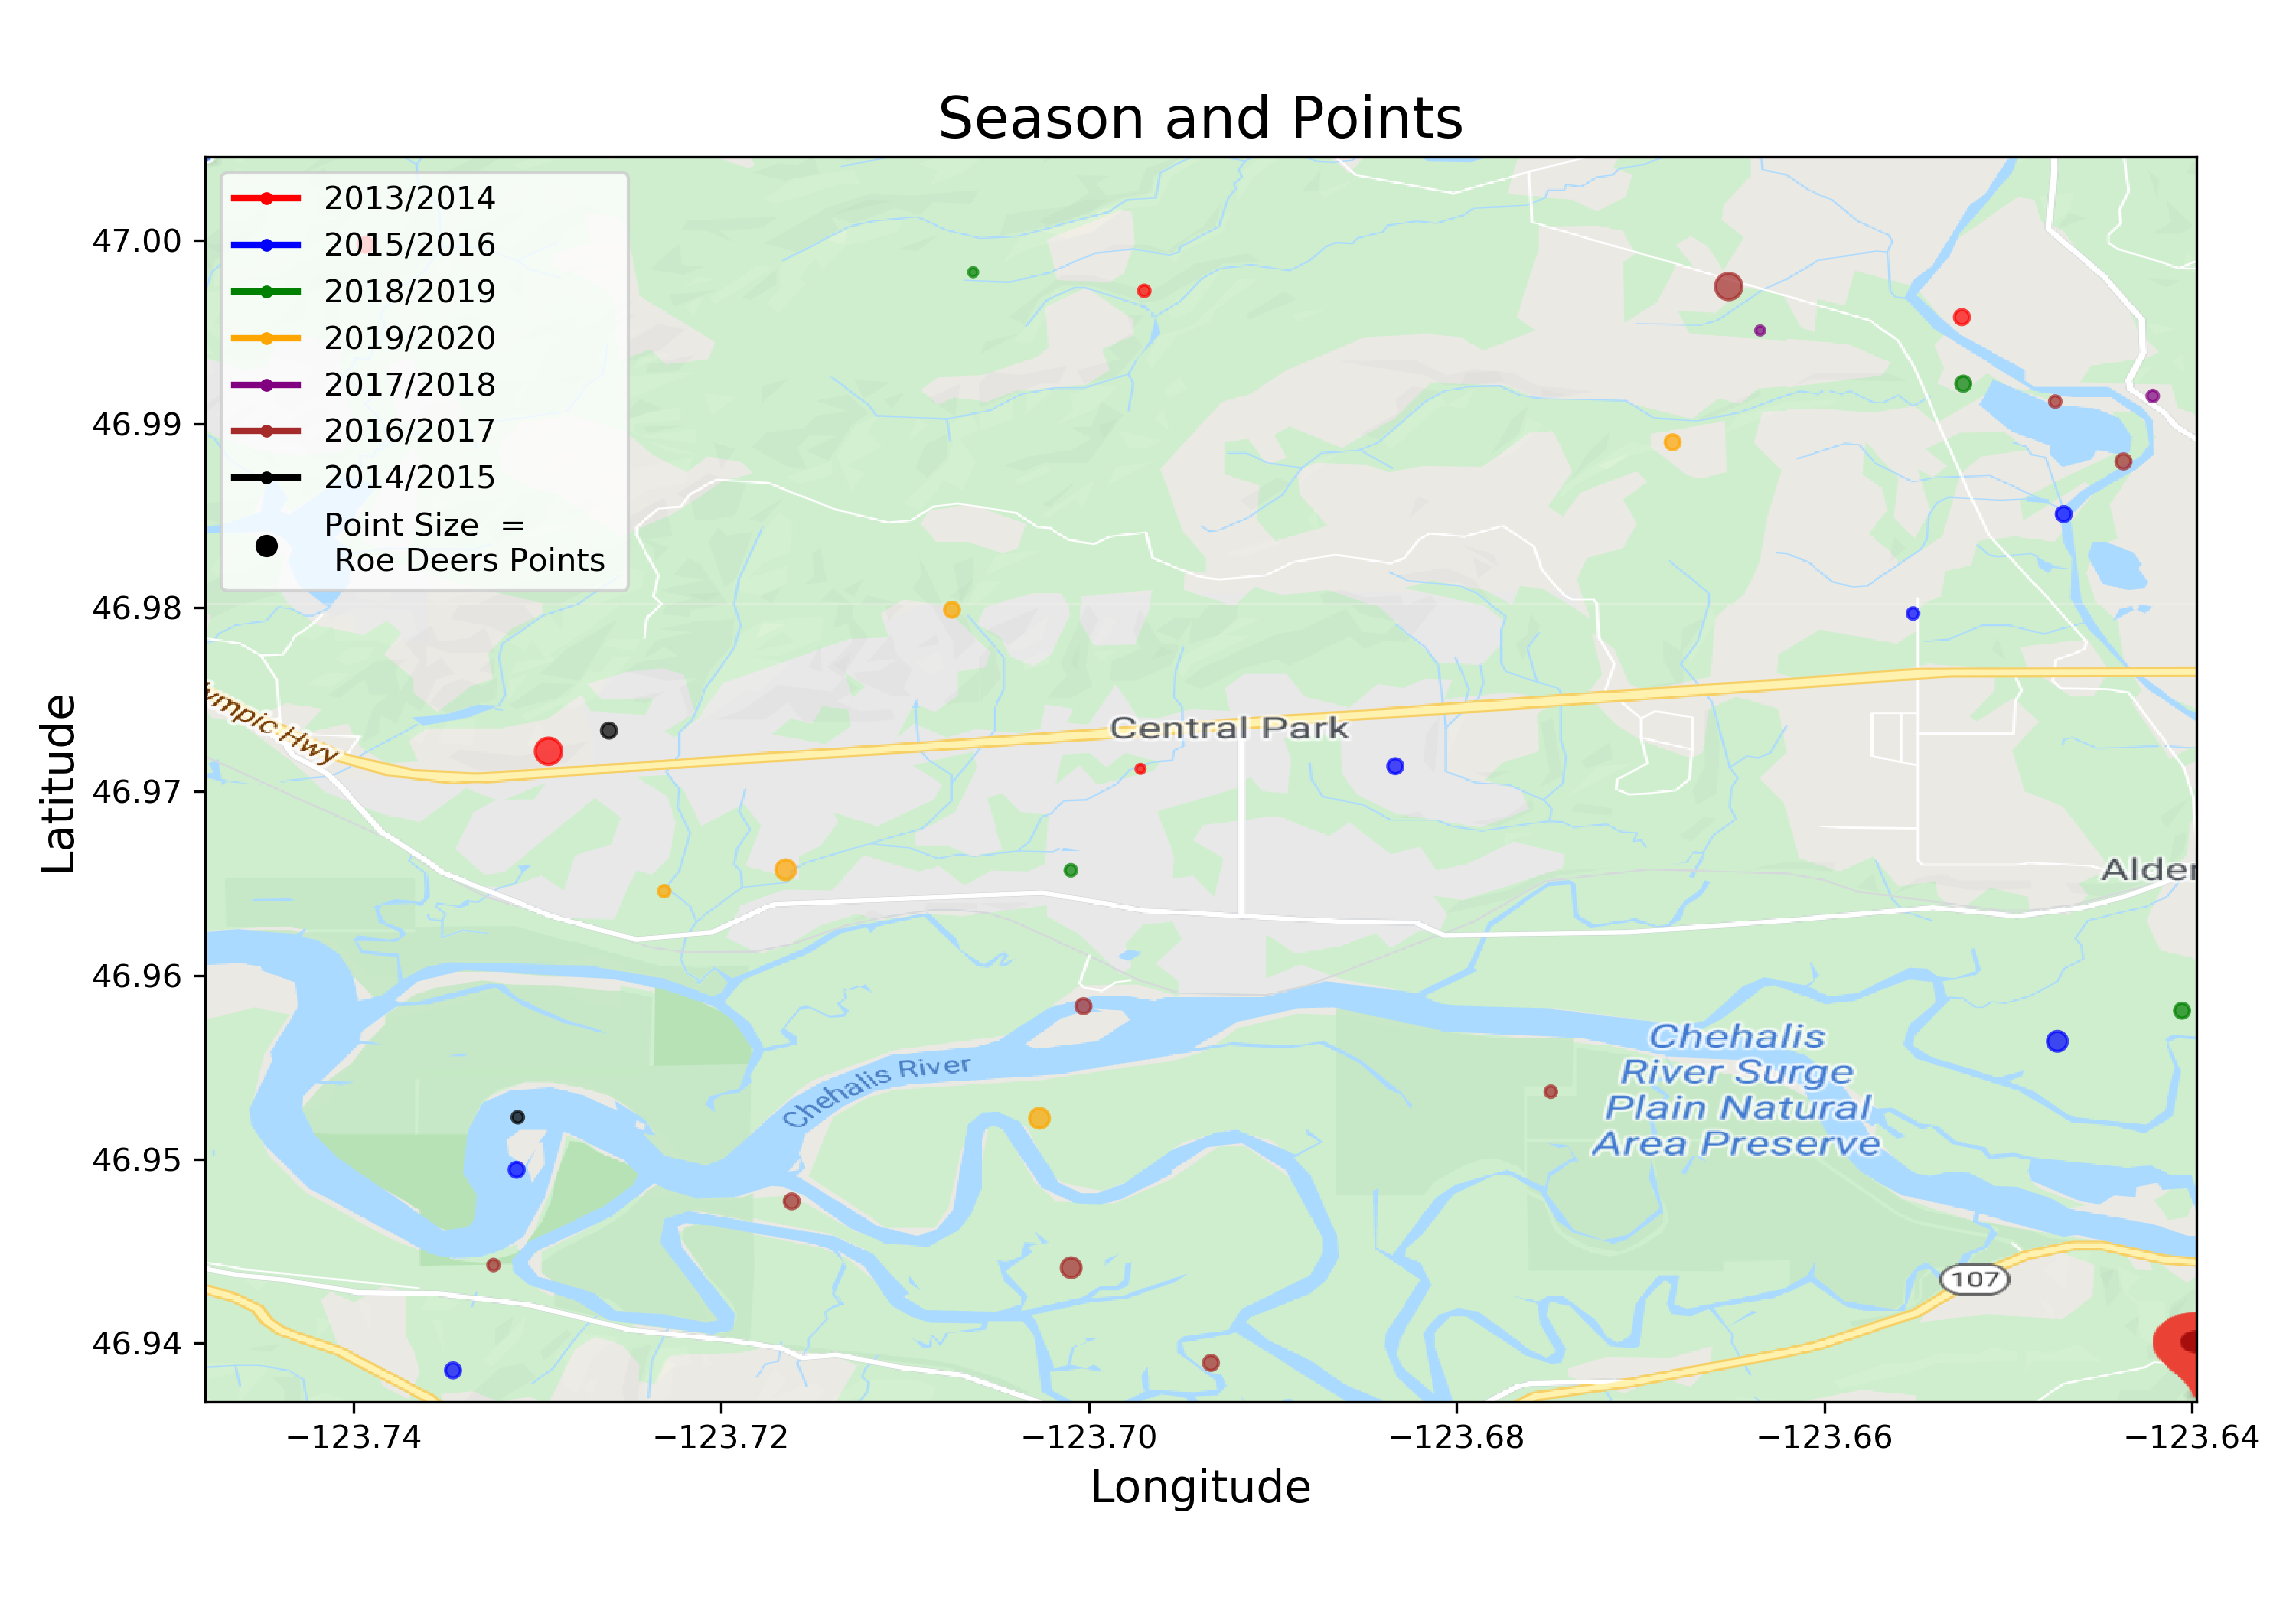 Season and Points
2013/2014
2015/2016
2018/2019
2019/2020
2017/2018
2016/2017
2014/2015
Point Size =
Roe Deers Points
47.00
46.99
46.98
46.97
46.96
46.95
46.94
Latitude
ympic Hwy
Central Park
Alder
Chehalis River
Chehalis
River Surge
Plain Natural
Area Preserve
107
−123.74
−123.72
−123.70
−123.68
−123.66
−123.64
Longitude